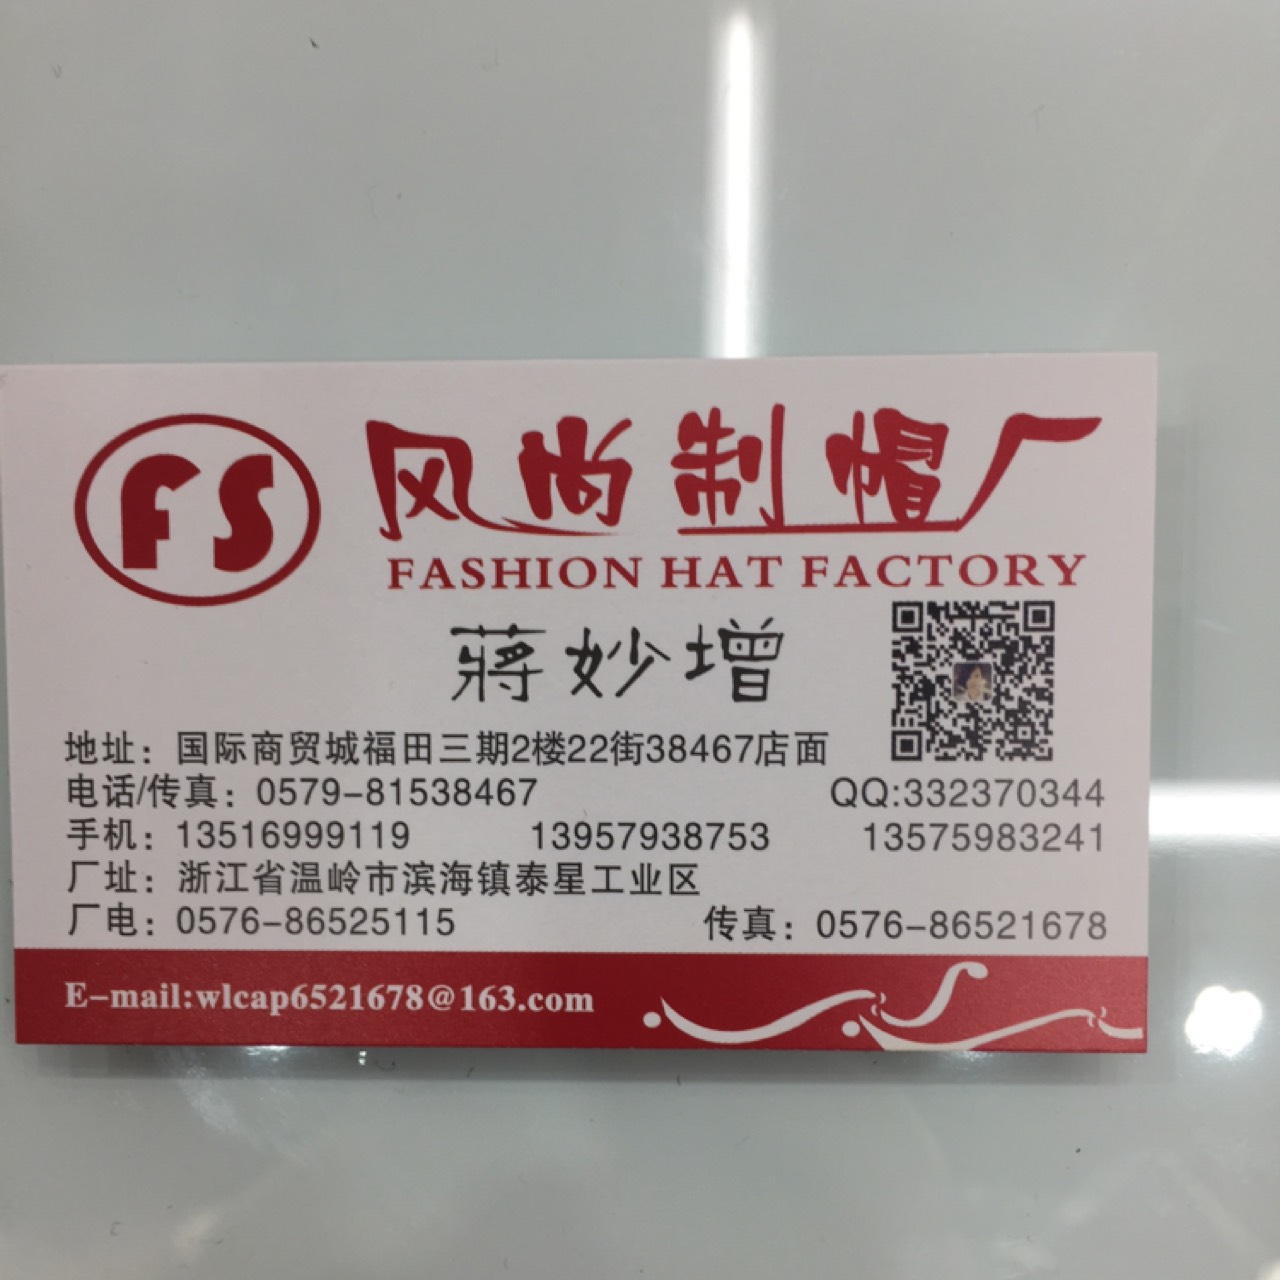 FS
风尚制帽厂
FASHION HAT FACTORY
蒋妙增
地址：国际商贸城福田三期2楼22街38467店面
电话/传真：0579-81538467 QQ:332370344
手机：13516999119 13957938753 13575983241
厂址：浙江省温岭市滨海镇泰星工业区
厂电：0576-86525115 传真：0576-86521678
E-mail:wlcap6521678@163.com